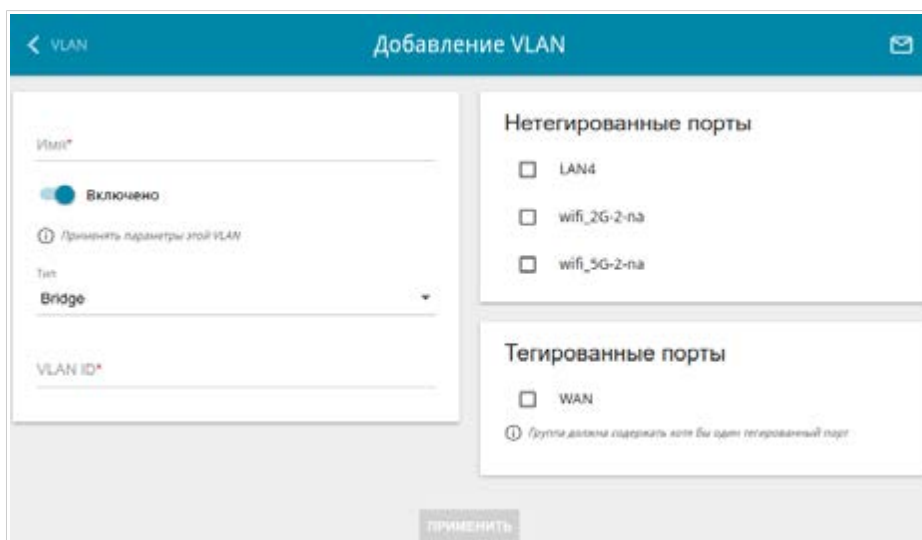 VLAN
Добавление VLAN
Имя*
Включено
Применять параметры этой VLAN
Тип
Bridge
VLAN ID*
Нетегированные порты
LAN4
wifi_2G-2-na
wifi_5G-2-na
Тегированные порты
WAN
Группа должна содержать хотя бы один тегированный порт
ПРИМЕНИТЬ